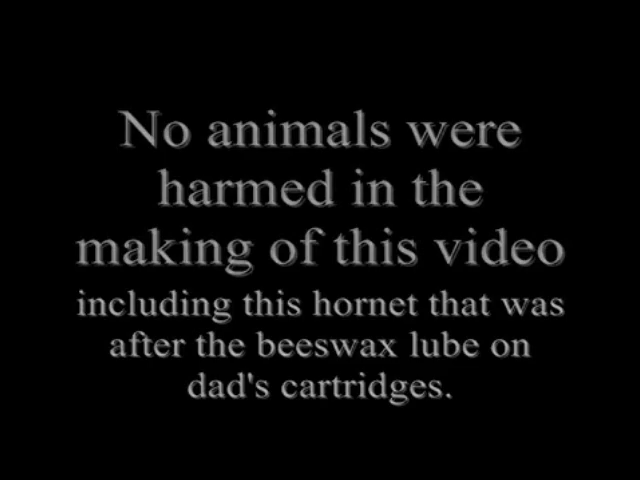 No animals were
harmed in the
making of this video
including this hornet that was
after the beeswax lube on
dad's cartridges.